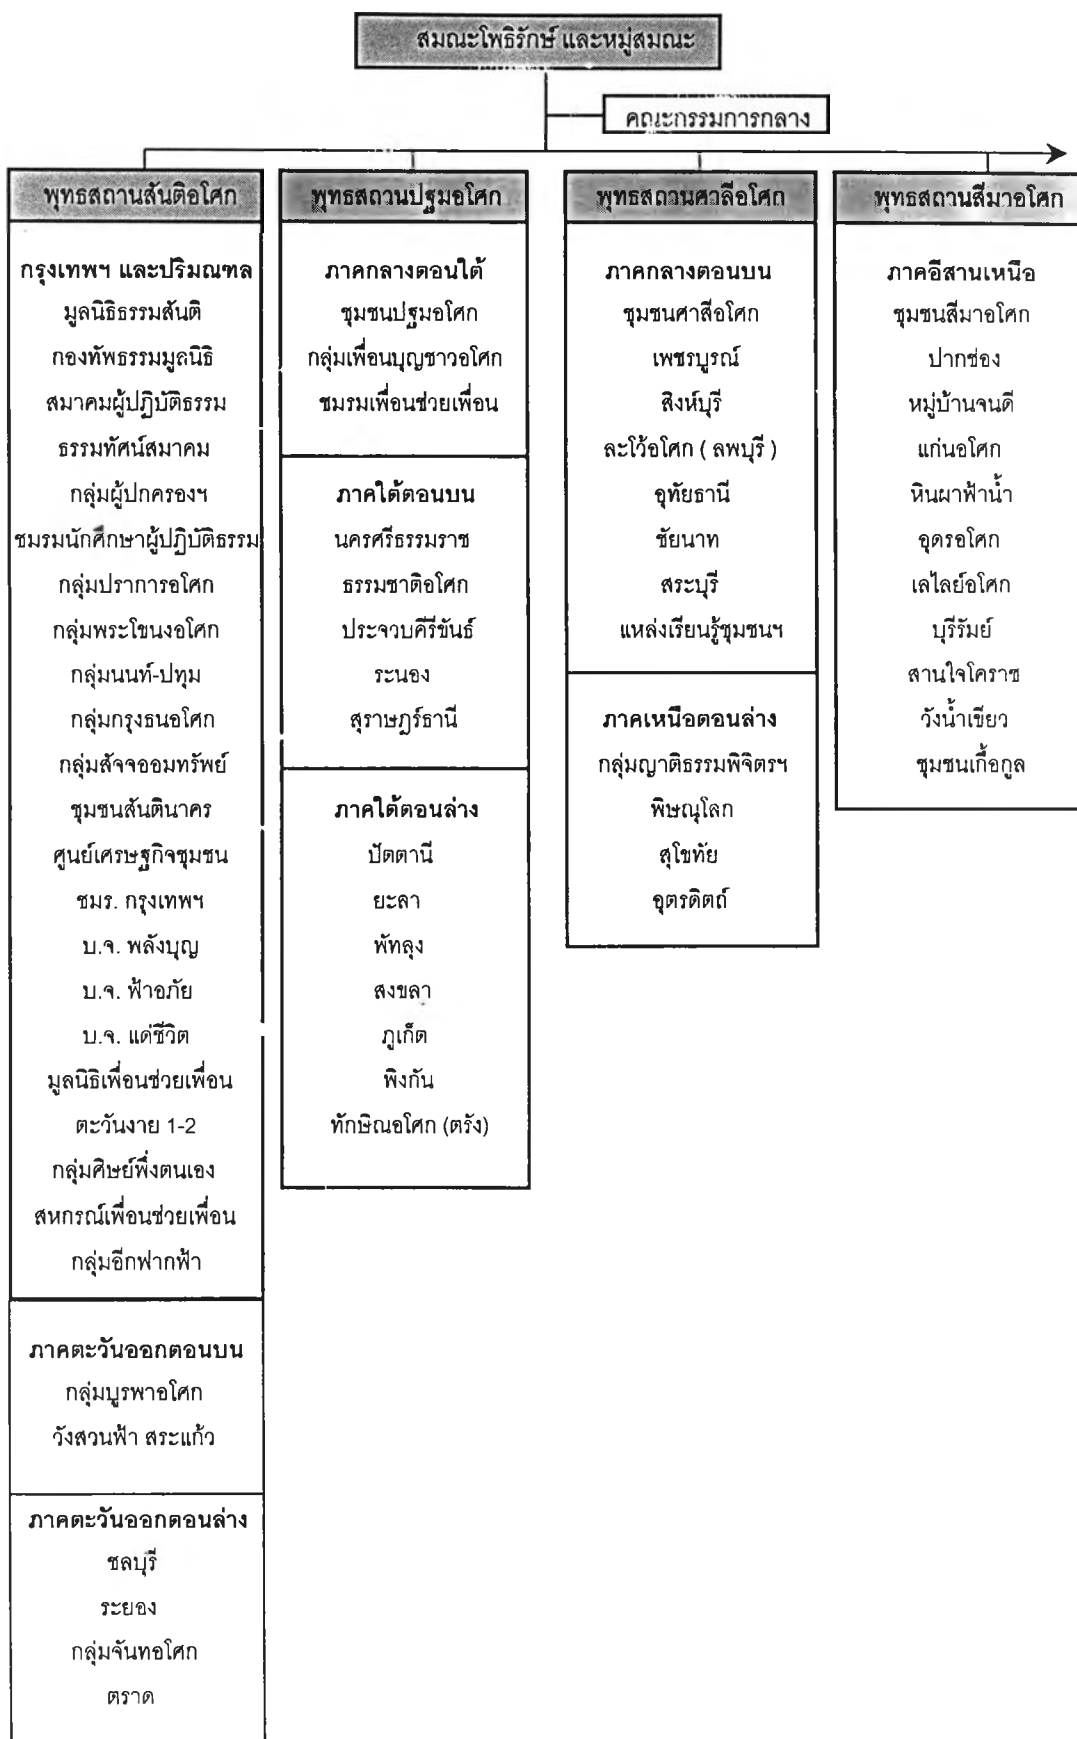 สมณะโพธิรักษ์ และหมู่สมณะ
คณะกรรมการกลาง
พุทธสถานสันติอโศก
กรุงเทพฯ และปริมณฑล
มูลนิธิธรรมสันติ
กองทัพธรรมมูลนิธิ
สมาคมผู้ปฏิบัติธรรม
ธรรมทัศน์สมาคม
กลุ่มผู้ปกครองฯ
ชมรมนักศึกษาผู้ปฏิบัติธรรม
กลุ่มปราการอโศก
กลุ่มพระโขนงอโศก
กลุ่มนนท์-ปทุม
กลุ่มกรุงธนอโศก
กลุ่มสัจจออมทรัพย์
ชุมชนสันตินาคร
ศูนย์เศรษฐกิจชุมชน
ชมร. กรุงเทพฯ
บ.จ. พลังบุญ
บ.จ. ฟ้าอภัย
บ.จ. แด่ชีวิต
มูลนิธิเพื่อนช่วยเพื่อน
ตะวันงาย 1-2
กลุ่มศิษย์พึ่งตนเอง
สหกรณ์เพื่อนช่วยเพื่อน
กลุ่มอีกฟากฟ้า
ภาคตะวันออกตอนบน
กลุ่มบูรพาอโศก
วังสวนฟ้า สระแก้ว
ภาคตะวันออกตอนล่าง
ชลบุรี
ระยอง
กลุ่มจันทอโศก
ตราด
พุทธสถานปฐมอโศก
ภาคกลางตอนใต้
ชุมชนปฐมอโศก
กลุ่มเพื่อนบุญชาวอโศก
ชมรมเพื่อนช่วยเพื่อน
ภาคใต้ตอนบน
นครศรีธรรมราช
ธรรมชาติอโศก
ประจวบคีรีขันธ์
ระนอง
สุราษฎร์ธานี
ภาคใต้ตอนล่าง
ปัตตานี
ยะลา
พัทลุง
สงขลา
ภูเก็ต
พิงกัน
ทักษิณอโศก (ตรัง)
พุทธสถานศาลีอโศก
ภาคกลางตอนบน
ชุมชนศาลีอโศก
เพชรบูรณ์
สิงห์บุรี
ละโว้อโศก ( ลพบุรี )
อุทัยธานี
ชัยนาท
สระบุรี
แหล่งเรียนรู้ชุมชนฯ
ภาคเหนือตอนล่าง
กลุ่มญาติธรรมพิจิตรฯ
พิษณุโลก
สุโขทัย
อุตรดิตถ์
พุทธสถานสีมาอโศก
ภาคอีสานเหนือ
ชุมชนสีมาอโศก
ปากช่อง
หมู่บ้านจนดี
แก่นอโศก
หินผาฟ้าน้ำ
อุดรอโศก
เลไลย์อโศก
บุรีรัมย์
สานใจโคราช
วังน้ำเขียว
ชุมชนเกื้อกูล